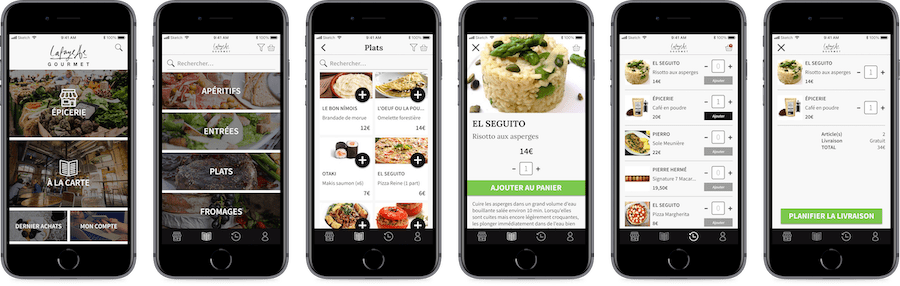 Sketch
9:41 AM
100%
Lafayette
GOURMET
ÉPICERIE
À LA CARTE
DERNIER ACHATS
MON COMPTE
Sketch
9:41 AM
100%
Lafayette
GOURMET
Rechercher...
APÉRITIFS
ENTRÉES
PLATS
FROMAGES
Sketch
9:41 AM
100%
Plats
Rechercher...
LE BON NÎMOIS
Brandade de morue
12€
L'OEUF OU LA POU...
Omelette forestière
14€
OTAKI
Makis saumon (x6)
7€
EL SEGUITO
Pizza Reine (1 part)
6€
Sketch
9:41 AM
100%
EL SEGUITO
Risotto aux asperges
14€
- 1 +
AJOUTER AU PANIER
Cuire les asperges dans un grand volume d'eau
bouillante salée environ 10 min. Lorsqu'elles
sont cuites mais encore légèrement croquantes,
les plonger immédiatement dans de l'eau bien
Sketch
9:41 AM
100%
Lafayette
GOURMET
EL SEGUITO
Risotto aux asperges
14€
- 0 +
Ajouter
ÉPICERIE
Café en poudre
20€
- 1 +
Ajouter
PIERRO
Sole Meunière
22€
- 0 +
Ajouter
PIERRE HERMÉ
Signature 7 Macar...
19,50€
- 0 +
Ajouter
EL SEGUITO
Pizza Margherita
- 0 +
Ajouter
Sketch
9:41 AM
100%
Lafayette
GOURMET
EL SEGUITO
Risotto aux asperges
14€
- 1 +
ÉPICERIE
Café en poudre
20€
- 1 +
Article(s) 2
Livraison Gratuit
TOTAL 34€
PLANIFIER LA LIVRAISON